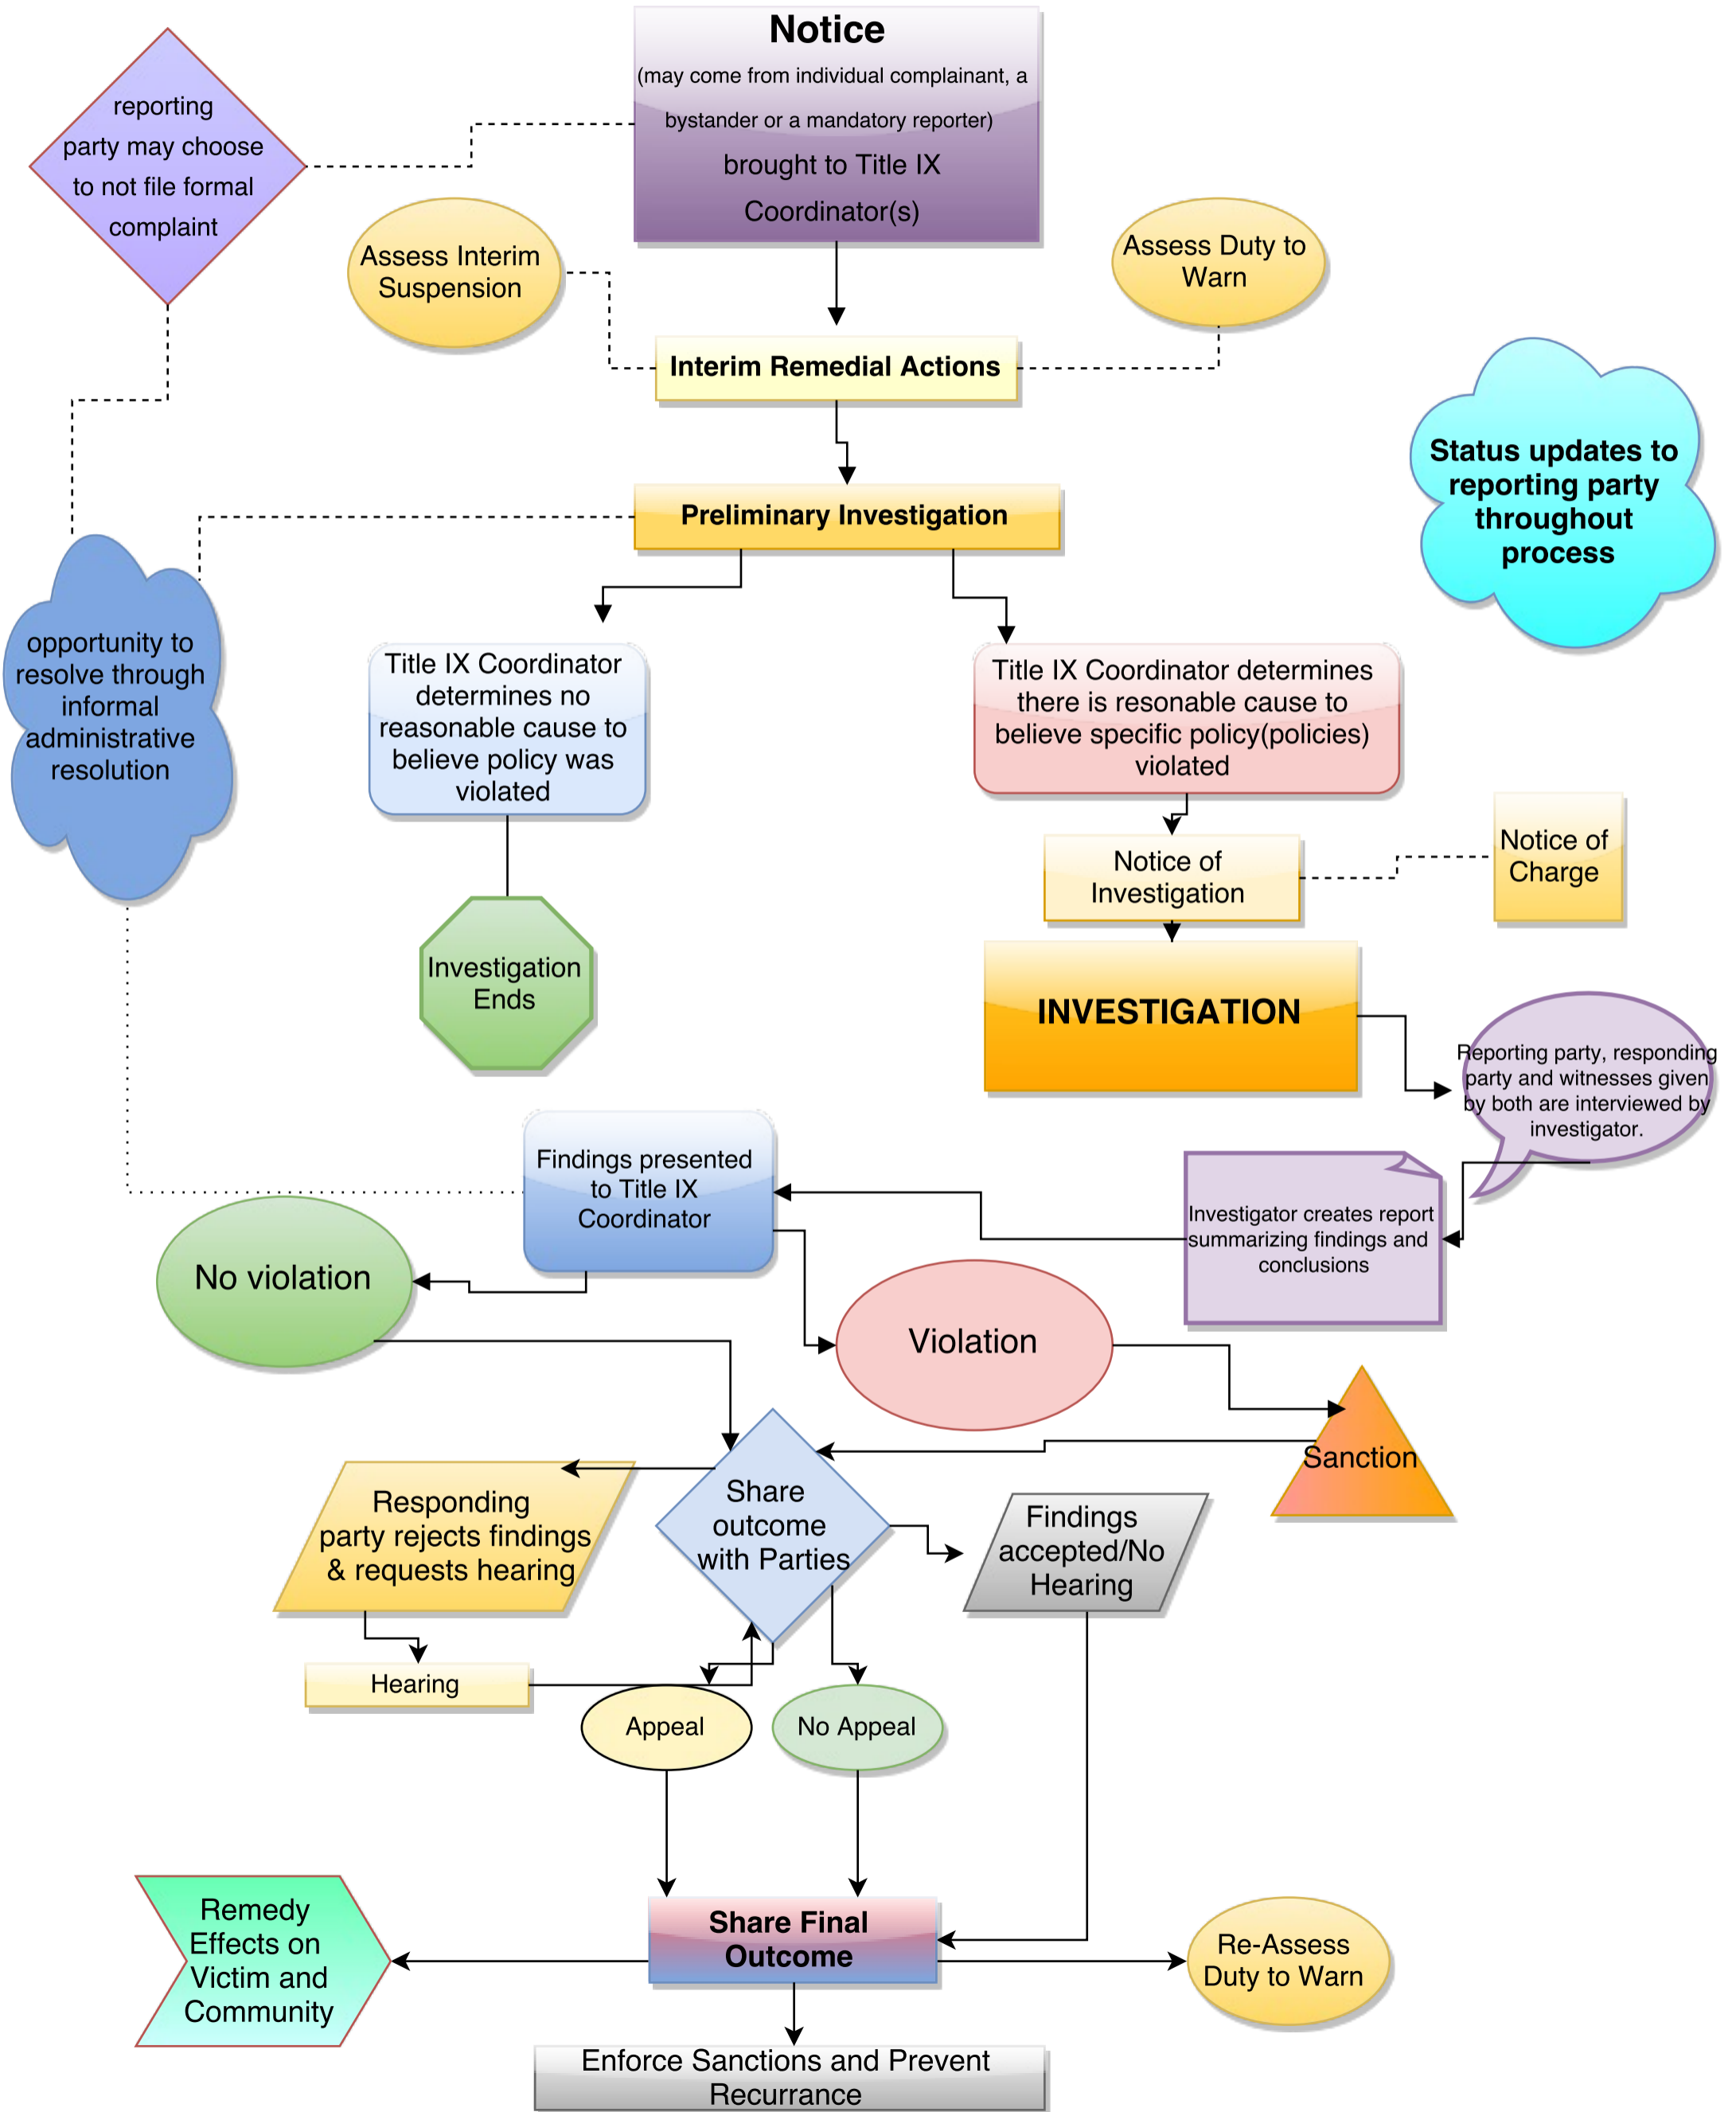 Notice
(may come from individual complainant, a
bystander or a mandatory reporter)
brought to Title IX
Coordinator(s)
reporting
party may choose
to not file formal
complaint
Assess Interim
Suspension
Assess Duty to
Warn
Interim Remedial Actions
Status updates to
reporting party
throughout
process
Preliminary Investigation
opportunity to
resolve through
informal
administrative
resolution
Title IX Coordinator
determines no
reasonable cause to
believe policy was
violated
Title IX Coordinator determines
there is resonable cause to
believe specific policy(policies)
violated
Notice of
Investigation
Notice of
Charge
Investigation
Ends
INVESTIGATION
Reporting party, responding
party and witnesses given
by both are interviewed by
investigator.
Findings presented
to Title IX
Coordinator
Investigator creates report
summarizing findings and
conclusions
No violation
Violation
Sanction
Share
outcome
with Parties
Responding
party rejects findings
& requests hearing
Findings
accepted/No
Hearing
Hearing
Appeal
No Appeal
Remedy
Effects on
Victim and
Community
Share Final
Outcome
Re-Assess
Duty to Warn
Enforce Sanctions and Prevent
Recurrance